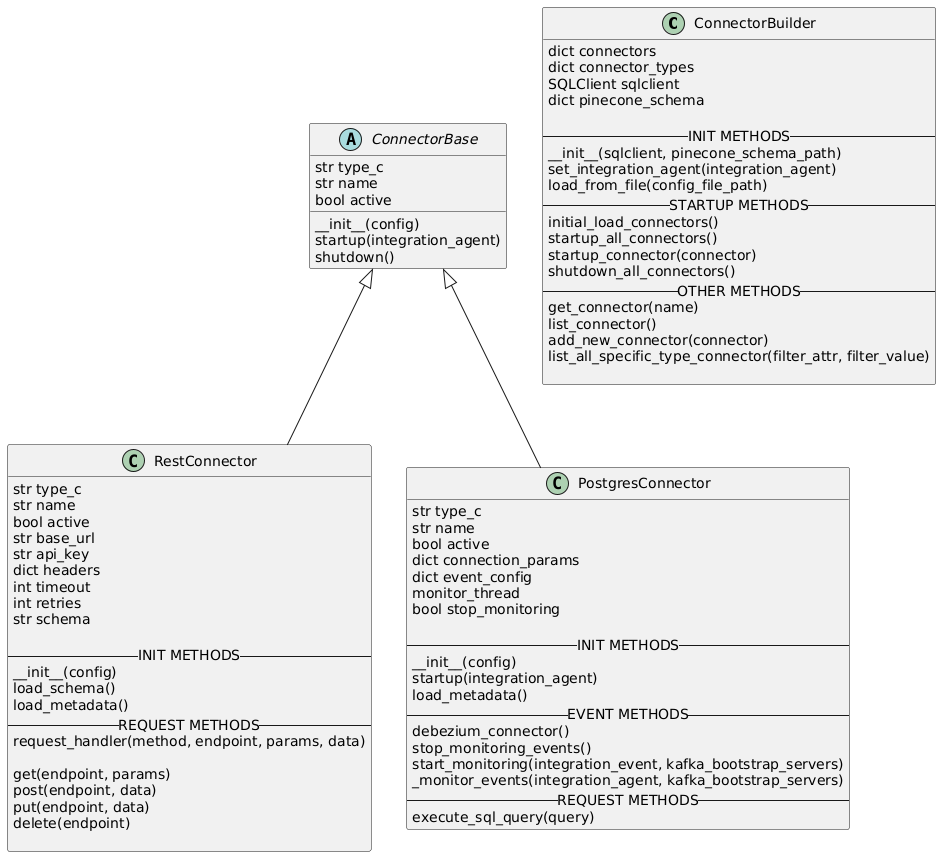 C ConnectorBuilder
dict connectors
dict connector_types
SQLClient sqlclient
dict pinecone_schema
INIT METHODS
__init__(sqlclient, pinecone_schema_path)
set_integration_agent(integration_agent)
load_from_file(config_file_path)
STARTUP METHODS
initial_load_connectors()
startup_all_connectors()
startup_connector(connector)
shutdown_all_connectors()
OTHER METHODS
get_connector(name)
list_connector()
add_new_connector(connector)
list_all_specific_type_connector(filter_attr, filter_value)
A ConnectorBase
str type_c
str name
bool active
__init__(config)
startup(integration_agent)
shutdown()
C RestConnector
str type_c
str name
bool active
str base_url
str api_key
dict headers
int timeout
int retries
str schema
INIT METHODS
__init__(config)
load_schema()
load_metadata()
REQUEST METHODS
request_handler(method, endpoint, params, data)
get(endpoint, params)
post(endpoint, data)
put(endpoint, data)
delete(endpoint)
C PostgresConnector
str type_c
str name
bool active
dict connection_params
dict event_config
monitor_thread
bool stop_monitoring
INIT METHODS
__init__(config)
startup(integration_agent)
load_metadata()
EVENT METHODS
debezium_connector()
stop_monitoring_events()
start_monitoring(integration_event, kafka_bootstrap_servers)
_monitor_events(integration_agent, kafka_bootstrap_servers)
REQUEST METHODS
execute_sql_query(query)